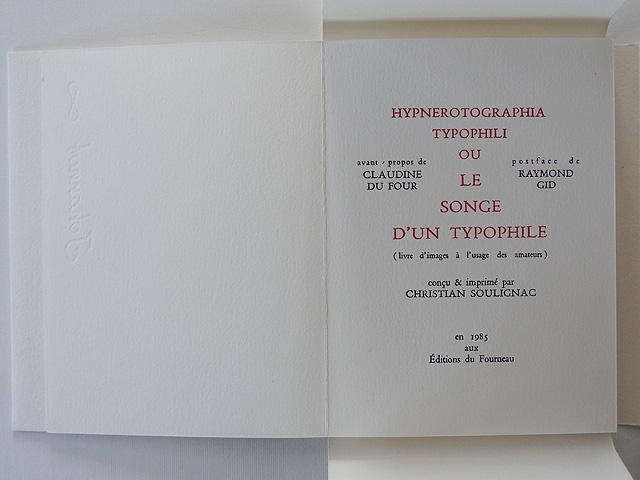 HYPNEROTOGRAPHIA
TYPOPHILI
OU
avant-propos de
CLAUDINE
DU FOUR
LE
postface de
RAYMOND
GID
SONGE
D'UN TYPOPHILE
(livre d'images à l'usage des amateurs)
conçu & imprimé par
CHRISTIAN SOULIGNAC
en 1985
aux
Éditions du Fourneau